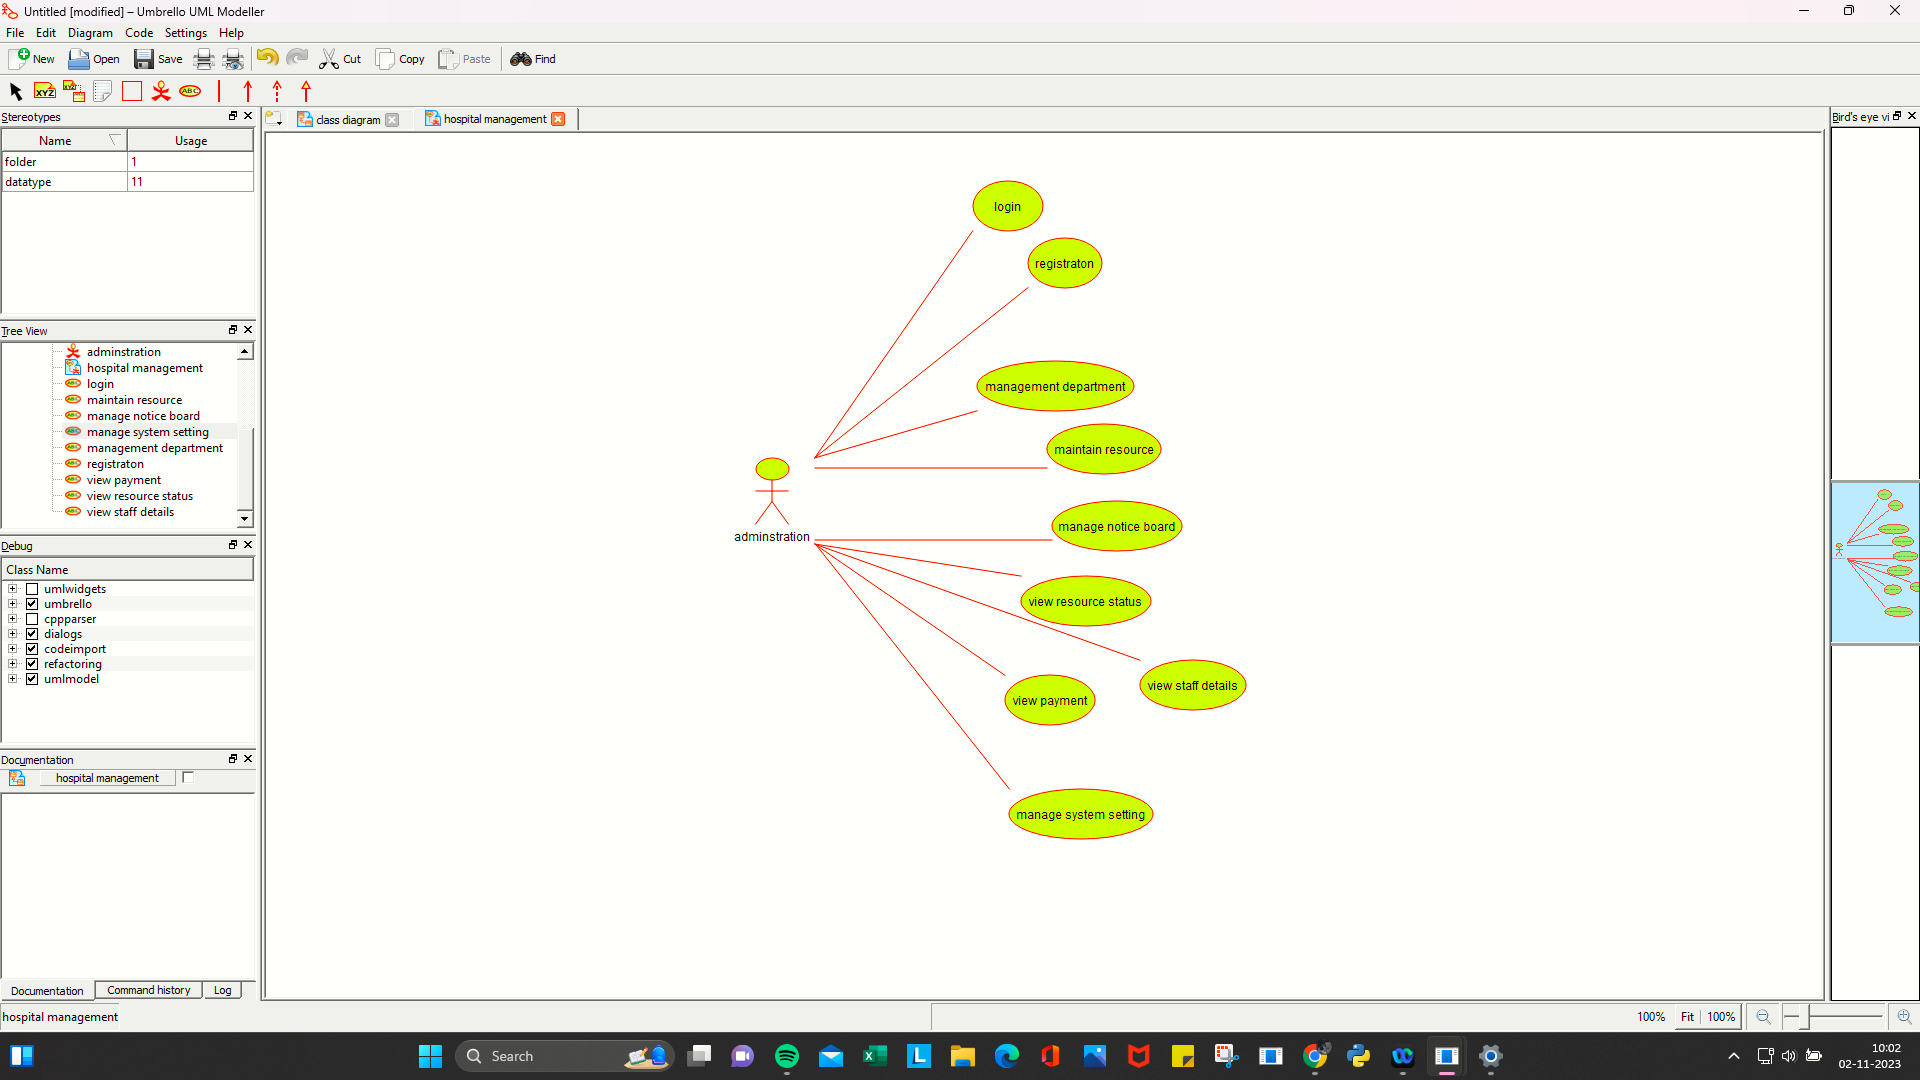 Untitled [modified] – Umbrello UML Modeller
File Edit Diagram Code Settings Help
New Open Save Cut Copy Paste Find
XYZ XYZ ABC
Stereotypes
Name Usage
folder 1
datatype 11
class diagram hospital management
Bird's eye vi
login
registraton
management department
maintain resource
adminstration
manage notice board
view resource status
view staff details
view payment
manage system setting
Tree View
adminstration
hospital management
login
maintain resource
manage notice board
manage system setting
management department
registraton
view payment
view resource status
view staff details
Debug
Class Name
umlwidgets
umbrello
cppparser
dialogs
codeimport
refactoring
umlmodel
Documentation
hospital management
Documentation Command history Log
hospital management
100% Fit 100%
Search
10:02
02-11-2023